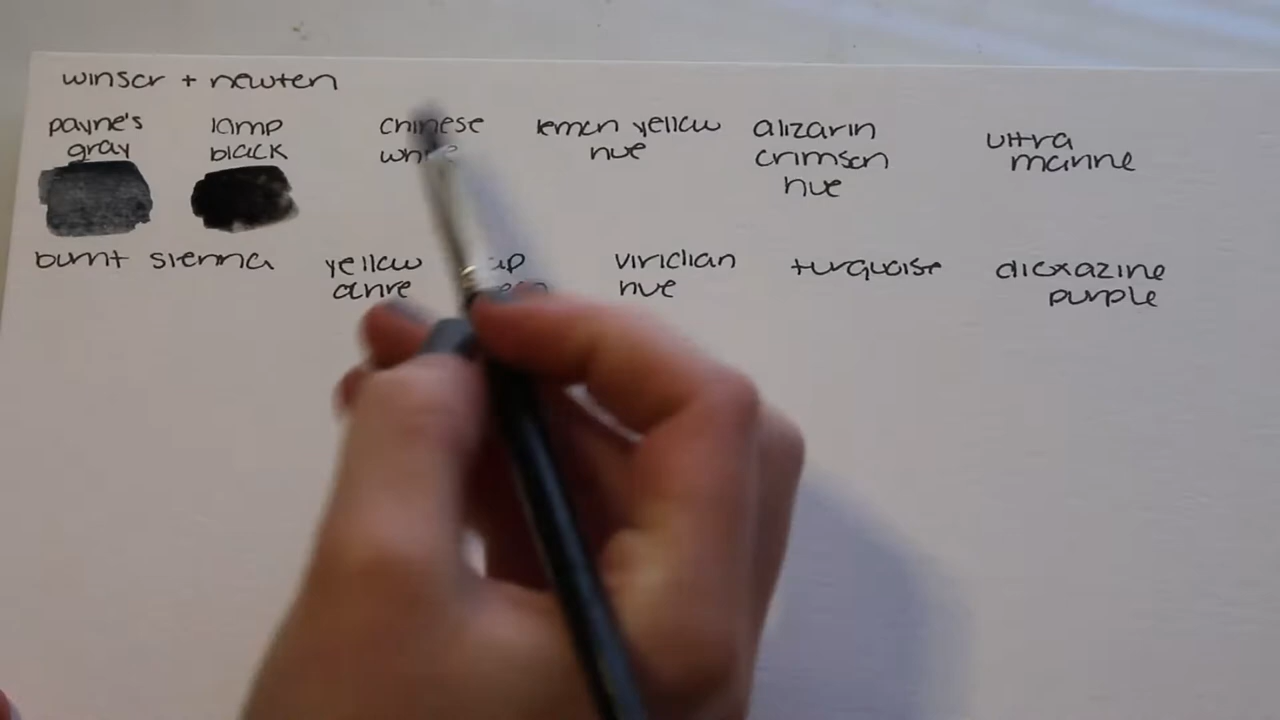 winsor + newton
payne's
gray
lamp
black
chinese
lemon yellow
hue
alizarin
crimson
hue
ultra
marine
burnt sienna
yellow
ohre
viridian
hue
turquoise
dioxazine
purple